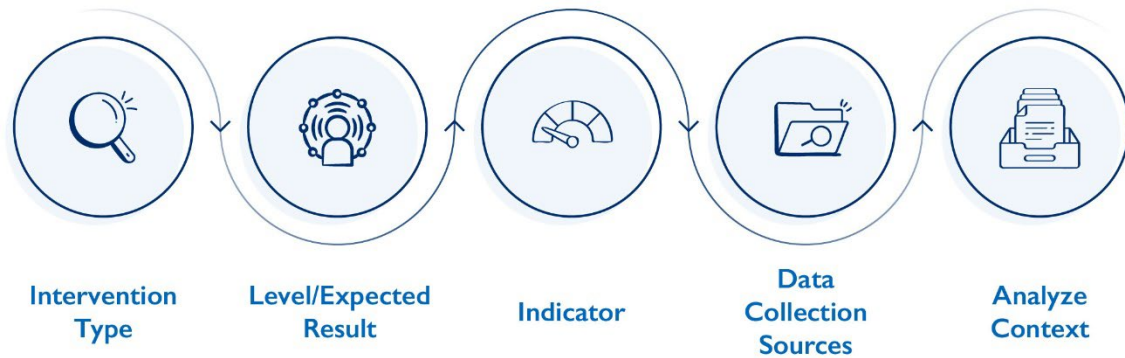 Intervention
Type
Level/Expected
Result
Indicator
Data
Collection
Sources
Analyze
Context